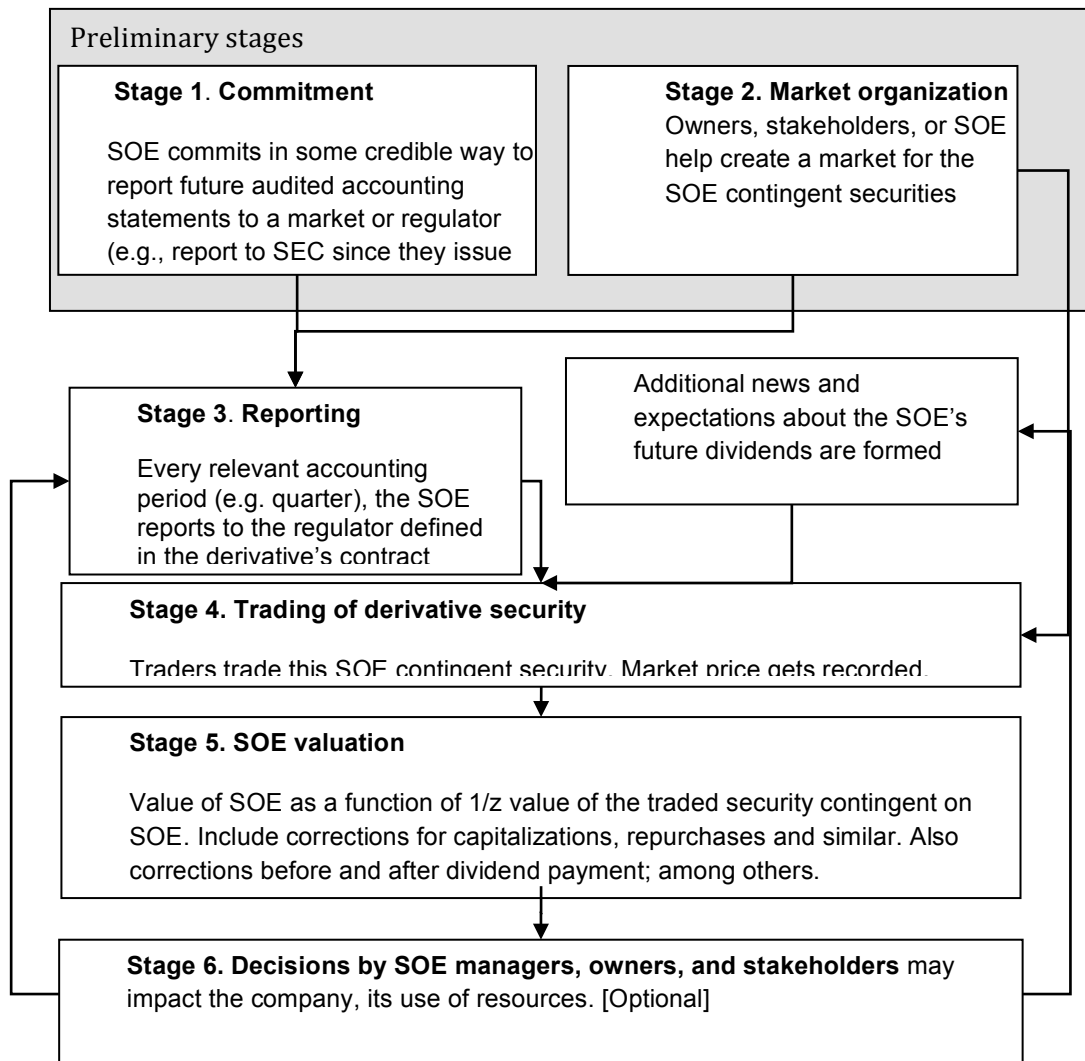 Preliminary stages
Stage 1. Commitment
SOE commits in some credible way to
report future audited accounting
statements to a market or regulator
(e.g., report to SEC since they issue
Stage 2. Market organization
Owners, stakeholders, or SOE
help create a market for the
SOE contingent securities
Stage 3. Reporting
Every relevant accounting
period (e.g. quarter), the SOE
reports to the regulator defined
in the derivative's contract
Additional news and
expectations about the SOE's
future dividends are formed
Stage 4. Trading of derivative security
Traders trade this SOE contingent security. Market price gets recorded.
Stage 5. SOE valuation
Value of SOE as a function of 1/z value of the traded security contingent on
SOE. Include corrections for capitalizations, repurchases and similar. Also
corrections before and after dividend payment; among others.
Stage 6. Decisions by SOE managers, owners, and stakeholders may
impact the company, its use of resources. [Optional]